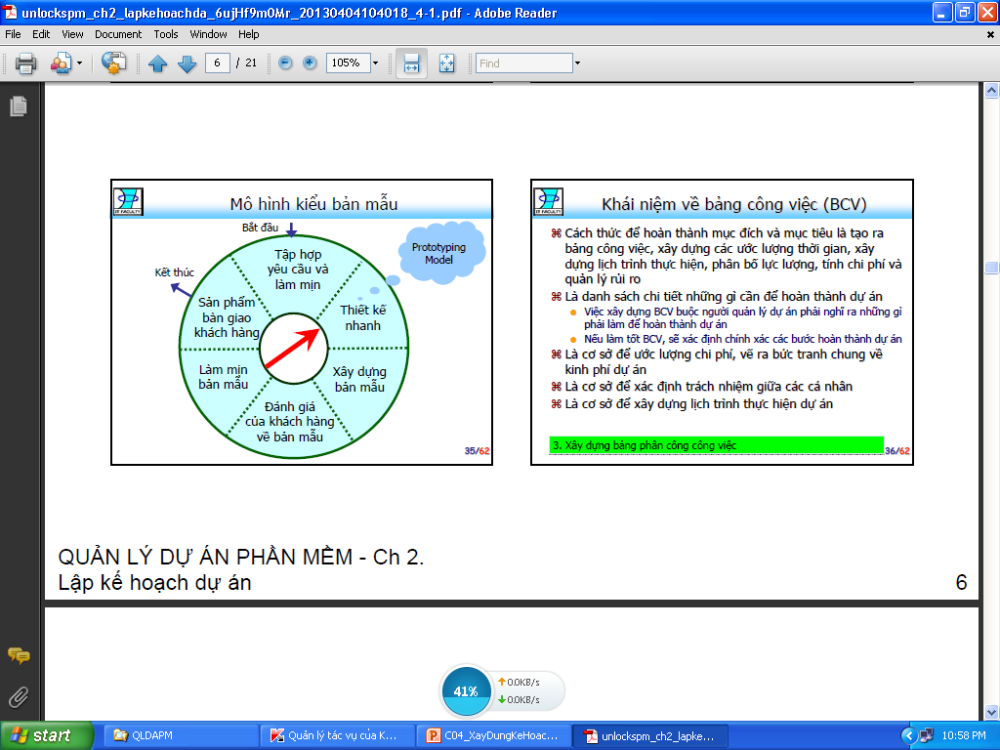 unlockspm_ch2_lapkehoachda_6ujHf9m0Mr_20130404104018_4-1.pdf - Adobe Reader
File Edit View Document Tools Window Help
6 / 21 105% Find
Mô hình kiểu bản mẫu
Bắt đầu
Kết thúc
Prototyping
Model
Tập hợp
yêu cầu và
làm mịn
Thiết kế
nhanh
Xây dựng
bản mẫu
Đánh giá
của khách hàng
về bản mẫu
Làm mịn
bản mẫu
Sản phẩm
bàn giao
khách hàng
35/62
IT FACULTY
Khái niệm về bảng công việc (BCV)
Cách thức để hoàn thành mục đích và mục tiêu là tạo ra
bảng công việc, xây dựng các ước lượng thời gian, xây
dựng lịch trình thực hiện, phân bố lực lượng, tính chi phí và
quản lý rủi ro
Là danh sách chi tiết những gì cần để hoàn thành dự án
Việc xây dựng BCV buộc người quản lý dự án phải nghĩ ra những gì
phải làm để hoàn thành dự án
Nếu làm tốt BCV, sẽ xác định chính xác các bước hoàn thành dự án
Là cơ sở để ước lượng chi phí, vẽ ra bức tranh chung về
kinh phí dự án
Là cơ sở để xác định trách nhiệm giữa các cá nhân
Là cơ sở để xây dựng lịch trình thực hiện dự án
3. Xây dựng bảng phân công công việc
36/62
IT FACULTY
QUẢN LÝ DỰ ÁN PHẦN MỀM - Ch 2.
Lập kế hoạch dự án
6
41%
0.0KB/s
0.0KB/s
start QLDAPM Quản lý tác vụ của K... C04_XayDungKeHoac... unlockspm_ch2_lapke... 10:58 PM